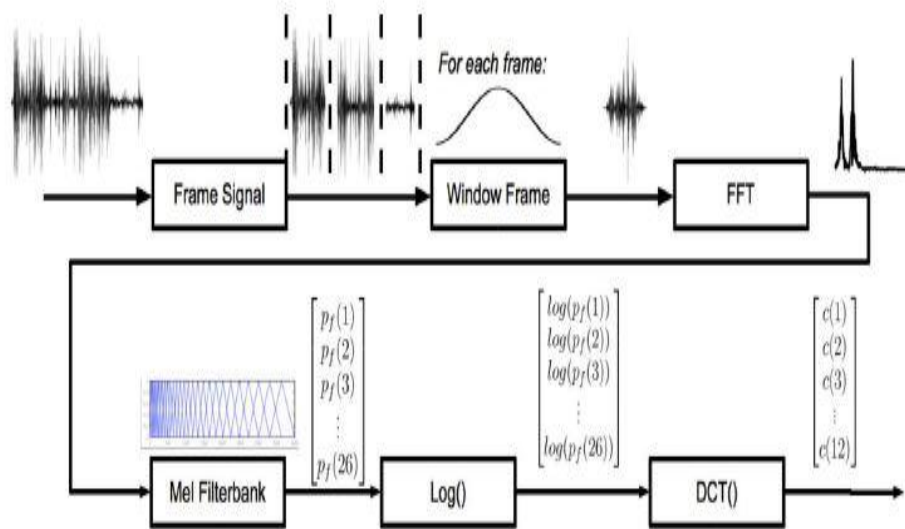 For each frame:
Frame Signal
Window Frame
FFT
p_f(1)
p_f(2)
p_f(3)
⋮
p_f(26)
log(p_f(1))
log(p_f(2))
log(p_f(3))
⋮
log(p_f(26))
c(1)
c(2)
c(3)
⋮
c(12)
Mel Filterbank
Log()
DCT()